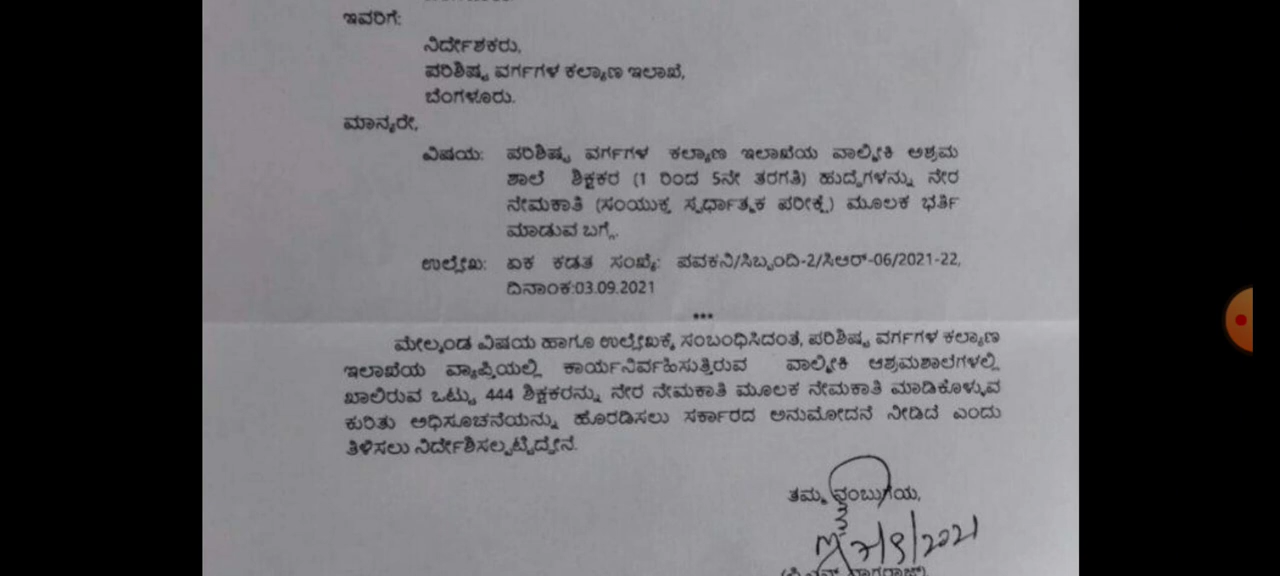 ಇವರಿಗೆ:
ನಿರ್ದೇಶಕರು,
ಪರಿಶಿಷ್ಟ ವರ್ಗಗಳ ಕಲ್ಯಾಣ ಇಲಾಖೆ,
ಬೆಂಗಳೂರು.
ಮಾನ್ಯರೇ,
ವಿಷಯ: ಪರಿಶಿಷ್ಟ ವರ್ಗಗಳ ಕಲ್ಯಾಣ ಇಲಾಖೆಯ ವಾಲ್ಮೀಕಿ ಆಶ್ರಮ
ಶಾಲೆ ಶಿಕ್ಷಕರ (1 ರಿಂದ 5ನೇ ತರಗತಿ) ಹುದ್ದೆಗಳನ್ನು ನೇರ
ನೇಮಕಾತಿ (ಸಂಯುಕ್ತ ಸ್ಪರ್ಧಾತ್ಮಕ ಪರೀಕ್ಷೆ) ಮೂಲಕ ಭರ್ತಿ
ಮಾಡುವ ಬಗ್ಗೆ.
ಉಲ್ಲೇಖ: ಏಕ ಕಡತ ಸಂಖ್ಯೆ: ಪವಕನಿ/ಸಿಬ್ಬಂದಿ-2/ಸಿಆರ್-06/2021-22,
ದಿನಾಂಕ:03.09.2021
***
ಮೇಲ್ಕಂಡ ವಿಷಯ ಹಾಗೂ ಉಲ್ಲೇಖಕ್ಕೆ ಸಂಬಂಧಿಸಿದಂತೆ, ಪರಿಶಿಷ್ಟ ವರ್ಗಗಳ ಕಲ್ಯಾಣ
ಇಲಾಖೆಯ ವ್ಯಾಪ್ತಿಯಲ್ಲಿ ಕಾರ್ಯನಿರ್ವಹಿಸುತ್ತಿರುವ ವಾಲ್ಮೀಕಿ ಆಶ್ರಮಶಾಲೆಗಳಲ್ಲಿ
ಖಾಲಿರುವ ಒಟ್ಟು 444 ಶಿಕ್ಷಕರನ್ನು ನೇರ ನೇಮಕಾತಿ ಮೂಲಕ ನೇಮಕಾತಿ ಮಾಡಿಕೊಳ್ಳುವ
ಕುರಿತು ಅಧಿಸೂಚನೆಯನ್ನು ಹೊರಡಿಸಲು ಸರ್ಕಾರದ ಅನುಮೋದನೆ ನೀಡಿದೆ ಎಂದು
ತಿಳಿಸಲು ನಿರ್ದೇಶಿಸಲ್ಪಟ್ಟಿದ್ದೇನೆ.
ತಮ್ಮ ನಂಬುಗೆಯ,
7/9/2021